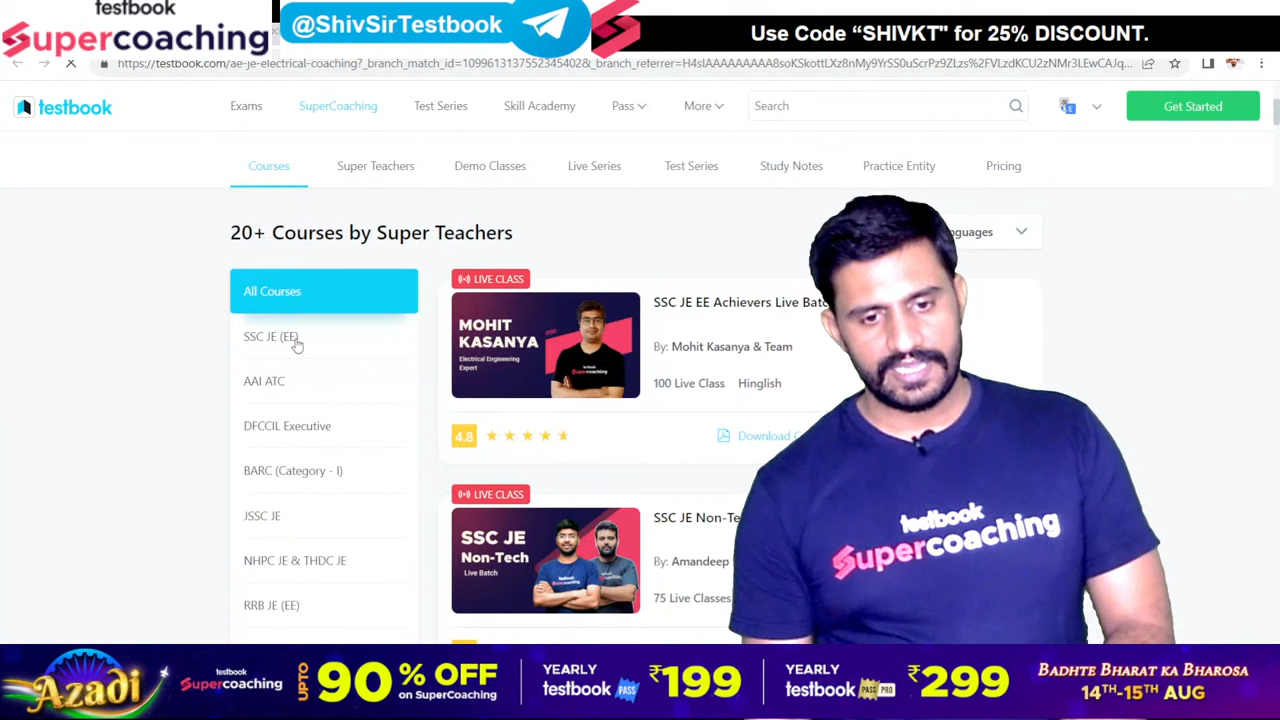 testbook
Supercoaching
@ShivSirTestbook
Use Code “SHIVKT" for 25% DISCOUNT.
testbook
Exams
SuperCoaching
Test Series
Skill Academy
Pass
More
Search
Get Started
Courses
Super Teachers
Demo Classes
Live Series
Test Series
Study Notes
Practice Entity
Pricing
20+ Courses by Super Teachers
All Courses
SSC JE (EE)
AAI ATC
DFCCIL Executive
BARC (Category - I)
JSSC JE
NHPC JE & THDC JE
RRB JE (EE)
LIVE CLASS
MOHIT
KASANYA
Electrical Engineering
Expert
SSC JE EE Achievers Live
By: Mohit Kasanya & Team
100 Live Class Hinglish
4.8
Download
LIVE CLASS
SSC JE
Non-Tech
Live Batch
SSC JE
By: Amandeep
75 Live Classes
testbook
Supercoaching
Azadi
testbook
Supercoaching
UPTO
90% OFF
on SuperCoaching
YEARLY
testbook PASS
₹199
YEARLY
testbook PASS PRO
₹299
BADHTE BHARAT KA BHAROSA
14TH-15TH AUG